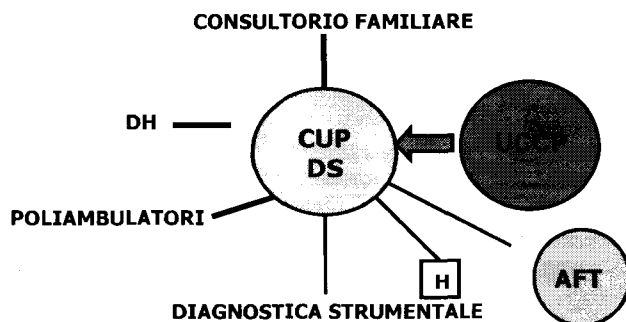 CONSULTORIO FAMILIARE
DH
CUP
DS
UCCP
POLIAMBULATORI
H
AFT
DIAGNOSTICA STRUMENTALE